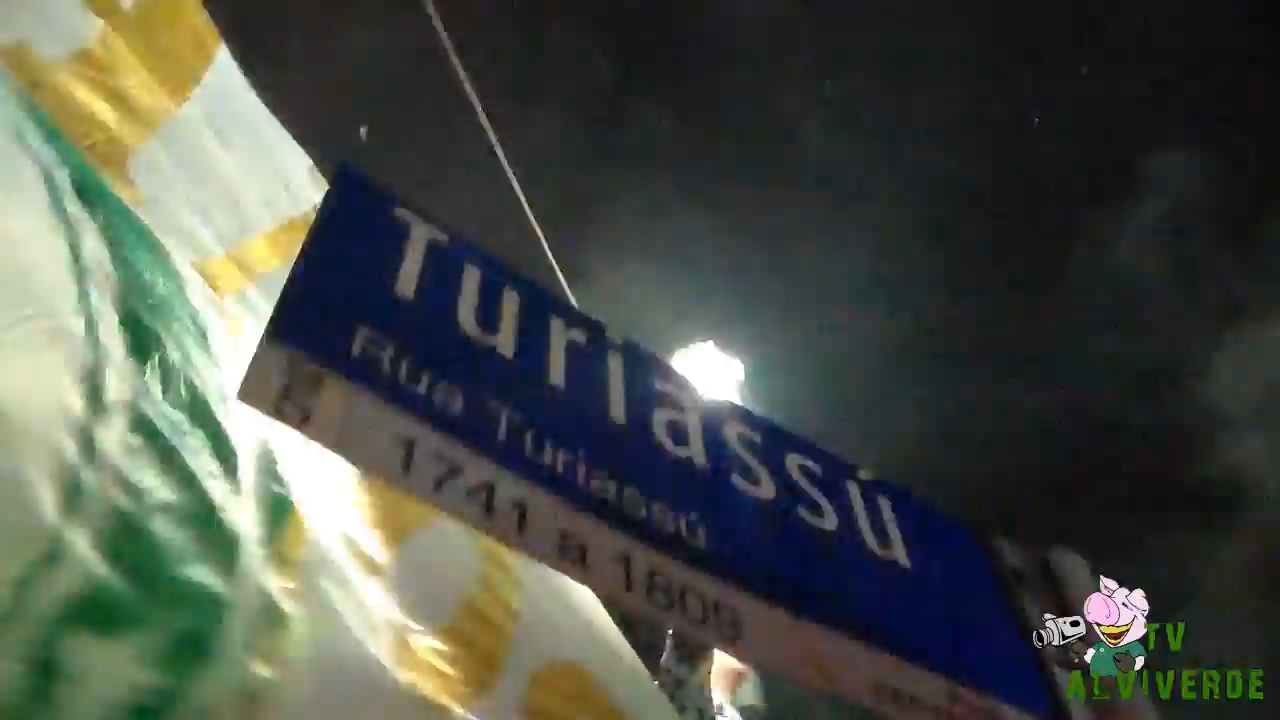 Turiassú
Rua Turiassú
1741 a 1809
TV
ALVIVERDE